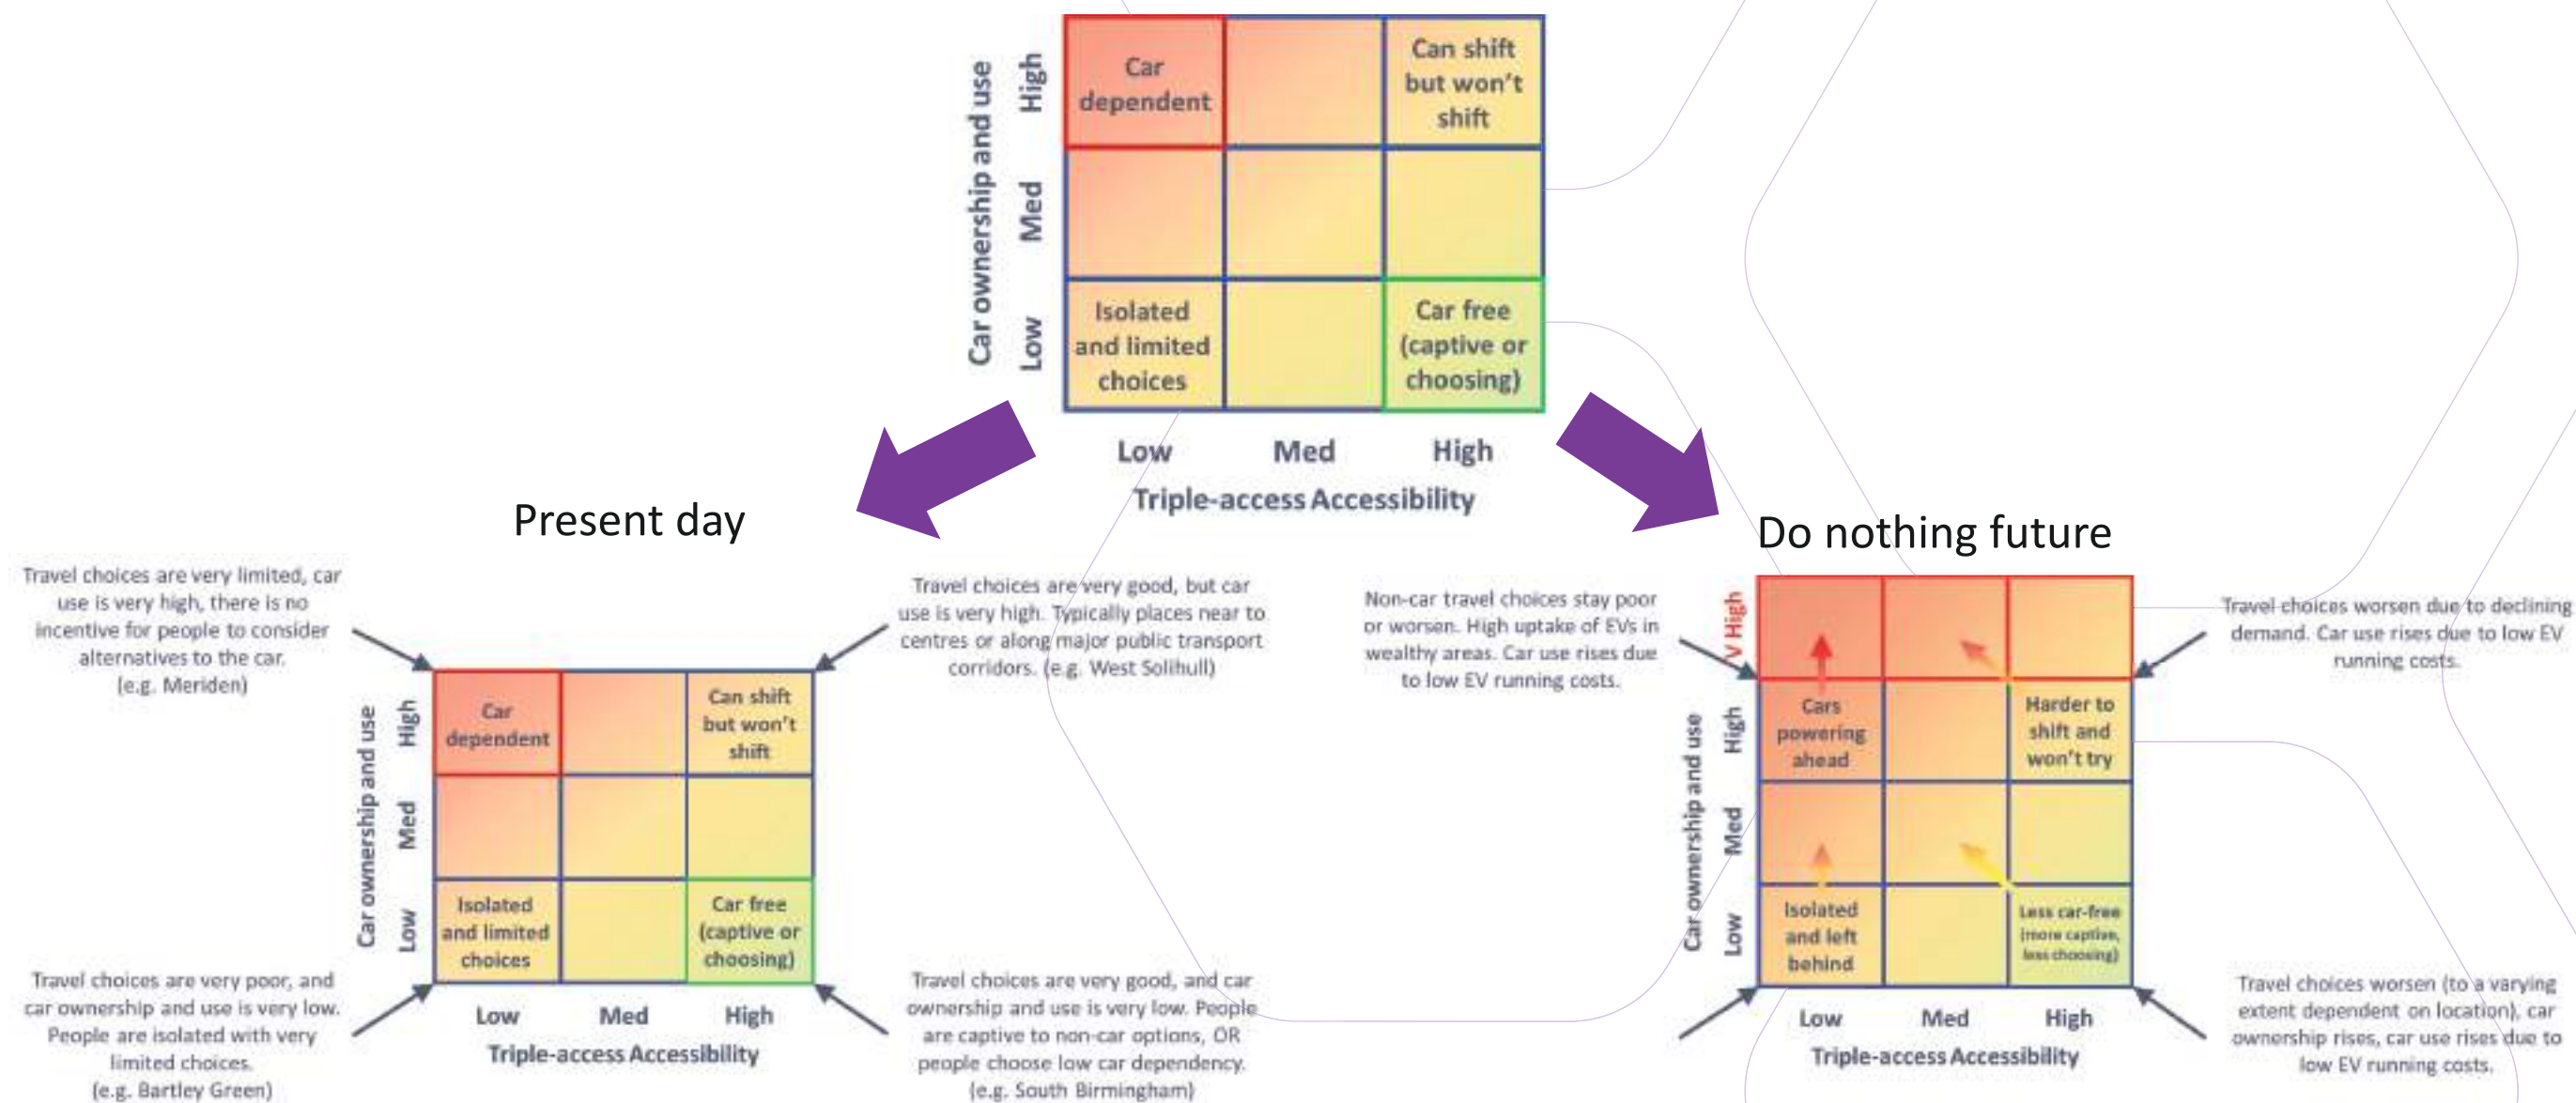 Car ownership and use
High
Med
Low
Car
dependent
Can shift
but won't
shift
Isolated
and limited
choices
Car free
(captive or
choosing)
Low
Med
High
Triple-access Accessibility
Present day
Travel choices are very limited, car
use is very high, there is no
incentive for people to consider
alternatives to the car.
(e.g. Meriden)
Travel choices are very good, but car
use is very high. Typically places near to
centres or along major public transport
corridors. (e.g. West Solihull)
Car ownership and use
High
Med
Low
Car
dependent
Can shift
but won't
shift
Isolated
and limited
choices
Car free
(captive or
choosing)
Low
Med
High
Triple-access Accessibility
Travel choices are very poor, and
car ownership and use is very low.
People are isolated with very
limited choices.
(e.g. Bartley Green)
Travel choices are very good, and car
ownership and use is very low. People
are captive to non-car options, OR
people choose low car dependency.
(e.g. South Birmingham)
Do nothing future
Non-car travel choices stay poor
or worsen. High uptake of EVs in
wealthy areas. Car use rises due
to low EV running costs.
Travel choices worsen due to declining
demand. Car use rises due to low EV
running costs.
Car ownership and use
V High
High
Med
Low
Cars
powering
ahead
Harder to
shift and
won't try
Isolated
and left
behind
Less car-free
(more captive,
less choosing)
Low
Med
High
Triple-access Accessibility
Travel choices worsen (to a varying
extent dependent on location), car
ownership rises, car use rises due to
low EV running costs.